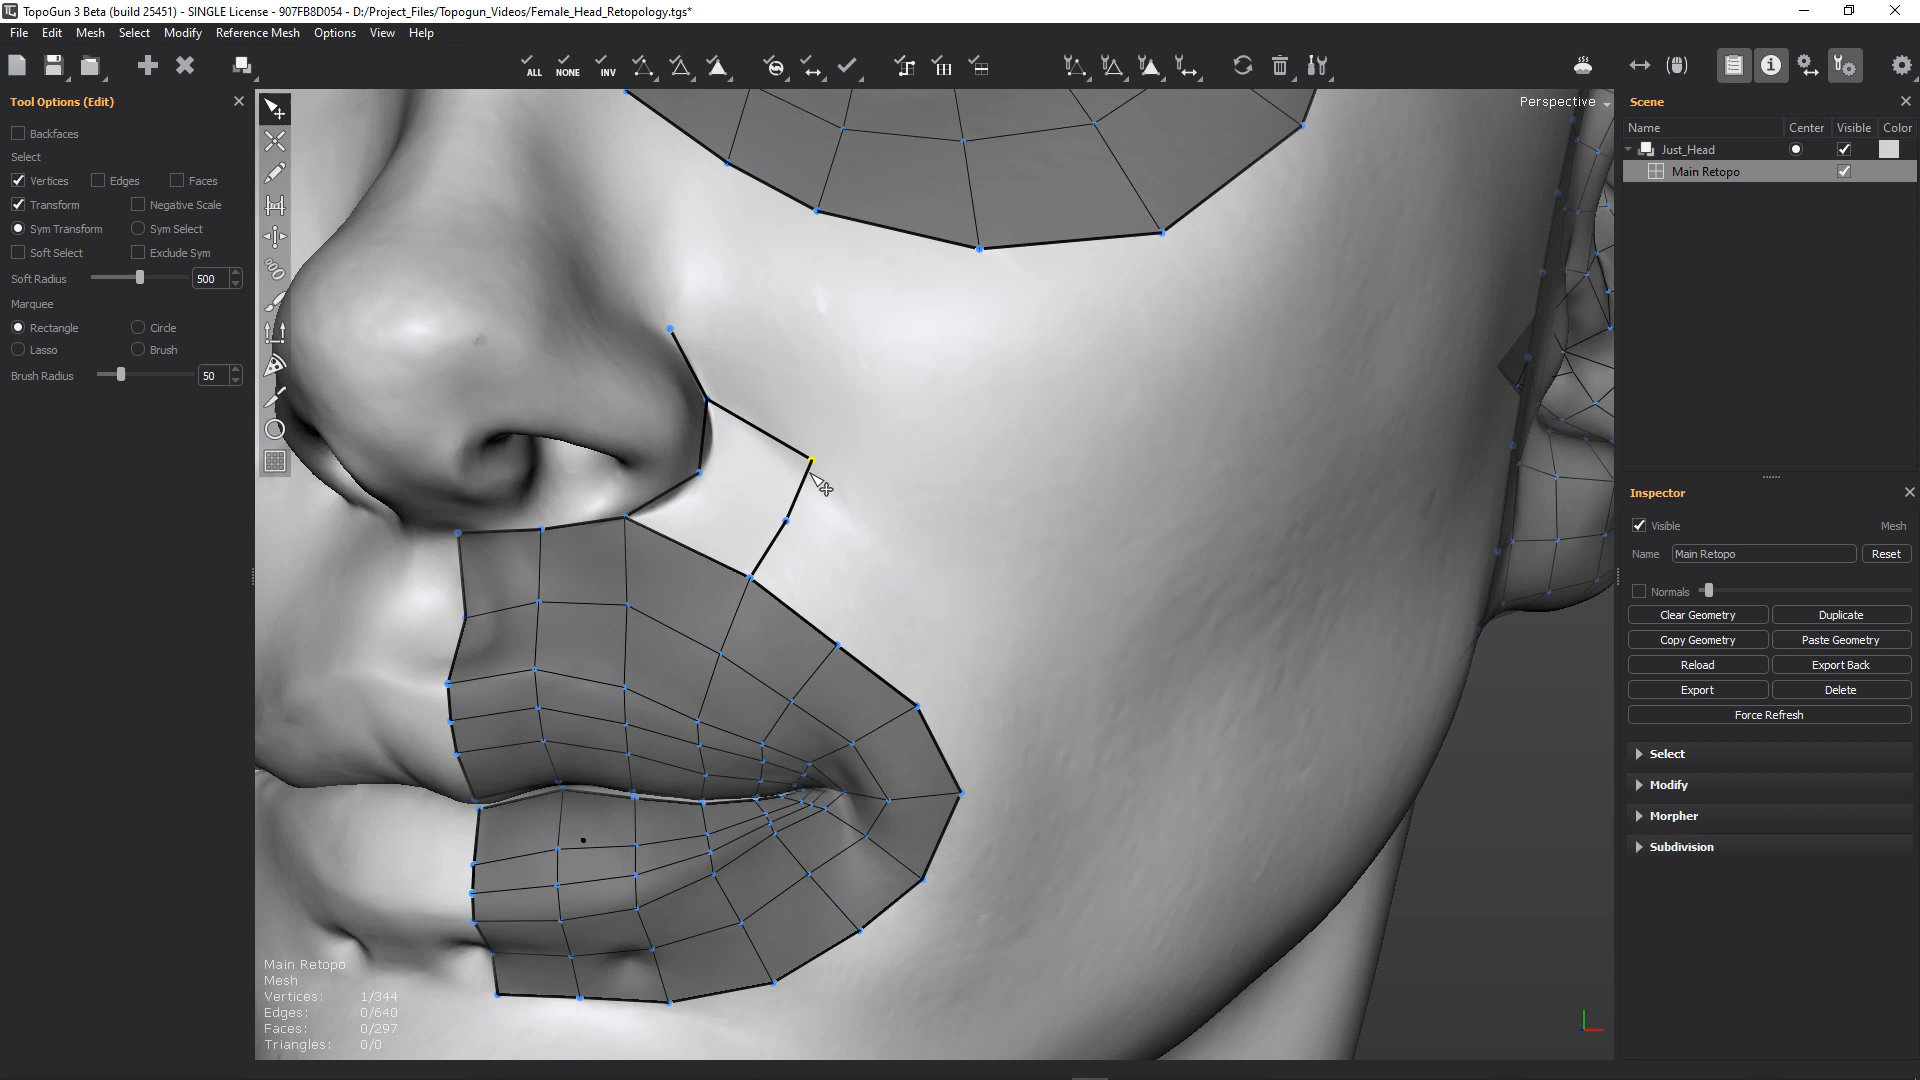 TopoGun 3 Beta (build 25451) - SINGLE License - 907FB8D054 - D:/Project_Files/Topogun_Videos/Female_Head_Retopology.tgs*
File Edit Mesh Select Modify Reference Mesh Options View Help
ALL NONE INV
Tool Options (Edit)
Backfaces
Select
Vertices Edges Faces
Transform Negative Scale
Sym Transform Sym Select
Soft Select Exclude Sym
Soft Radius 500
Marquee
Rectangle Circle
Lasso Brush
Brush Radius 50
Perspective
Main Retopo
Mesh
Vertices: 1/344
Edges: 0/640
Faces: 0/297
Triangles: 0/0
Scene
Name Center Visible Color
Just_Head
Main Retopo
Inspector
Visible Mesh
Name Main Retopo Reset
Normals
Clear Geometry Duplicate
Copy Geometry Paste Geometry
Reload Export Back
Export Delete
Force Refresh
Select
Modify
Morpher
Subdivision